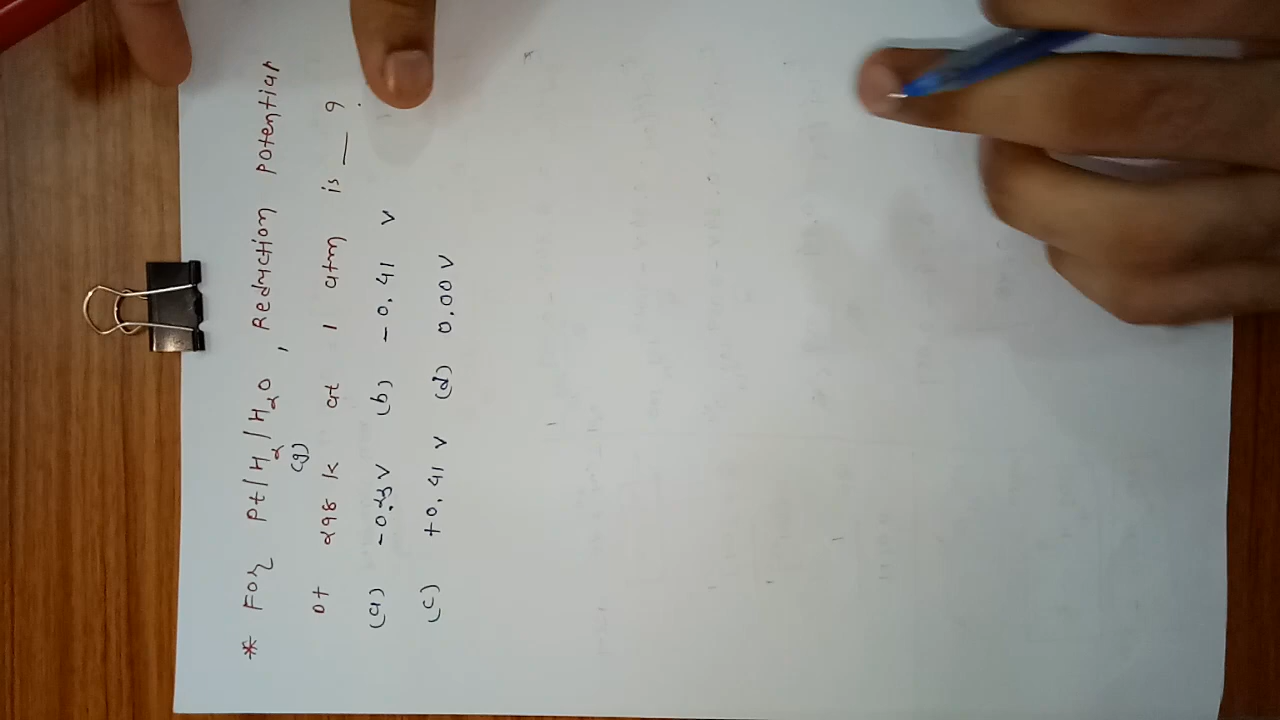 * For Pt/H2/H2O, Reduction Potential
(g)
at 298 K at 1 atm is __ ?
(a) -0.23 V (b) -0.41 V
(c) +0.41 V (d) 0.00 V